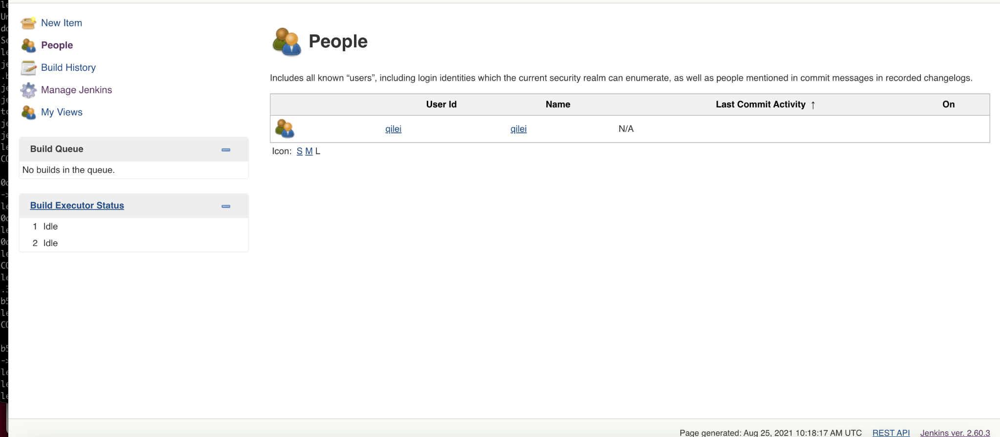 New Item
People
Build History
Manage Jenkins
My Views
Build Queue
No builds in the queue.
Build Executor Status
1 Idle
2 Idle
People
Includes all known “users”, including login identities which the current security realm can enumerate, as well as people mentioned in commit messages in recorded changelogs.
User Id Name Last Commit Activity ↑ On
qilei qilei N/A
Icon: S M L
Page generated: Aug 25, 2021 10:18:17 AM UTC REST API Jenkins ver. 2.60.3